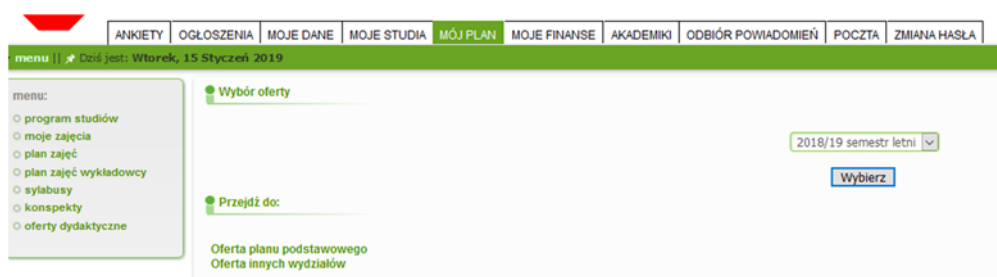 ANKIETY OGŁOSZENIA MOJE DANE MOJE STUDIA MÓJ PLAN MOJE FINANSE AKADEMIKI ODBIÓR POWIADOMIEŃ POCZTA ZMIANA HASŁA
menu || Dziś jest: Wtorek, 15 Styczeń 2019
menu:
program studiów
moje zajęcia
plan zajęć
plan zajęć wykładowcy
sylabusy
konspekty
oferty dydaktyczne
Wybór oferty
2018/19 semestr letni
Wybierz
Przejdź do:
Oferta planu podstawowego
Oferta innych wydziałów